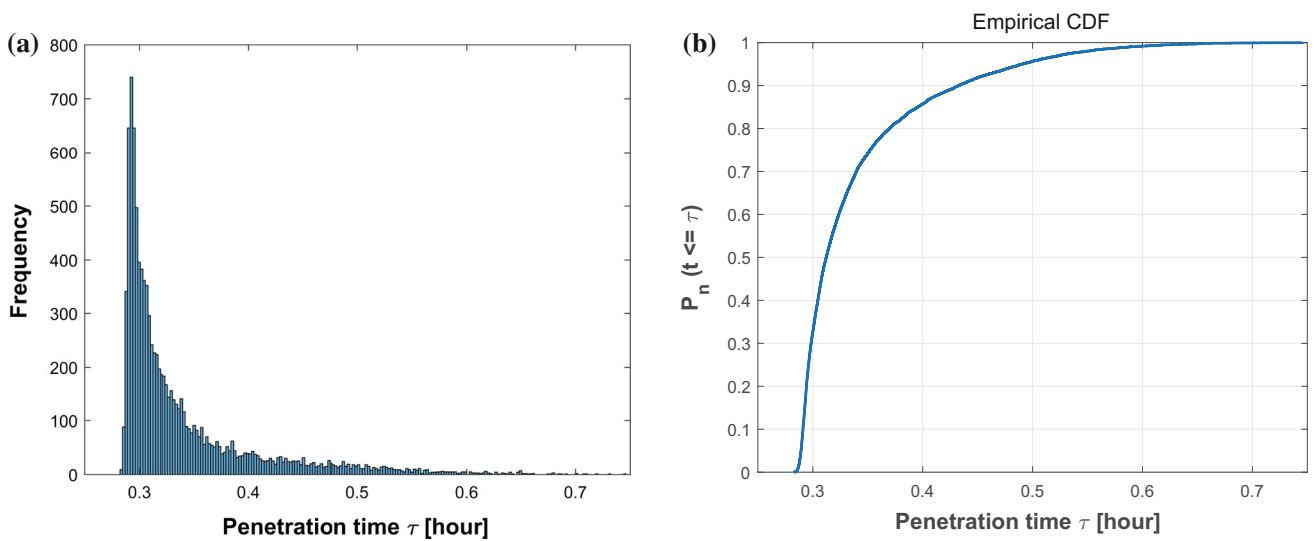 (a)
800
700
600
500
400
300
200
100
0
Frequency
0.3 0.4 0.5 0.6 0.7
Penetration time τ [hour]
(b)
Empirical CDF
1
0.9
0.8
0.7
0.6
0.5
0.4
0.3
0.2
0.1
0
P_n (t <= τ)
0.3 0.4 0.5 0.6 0.7
Penetration time τ [hour]